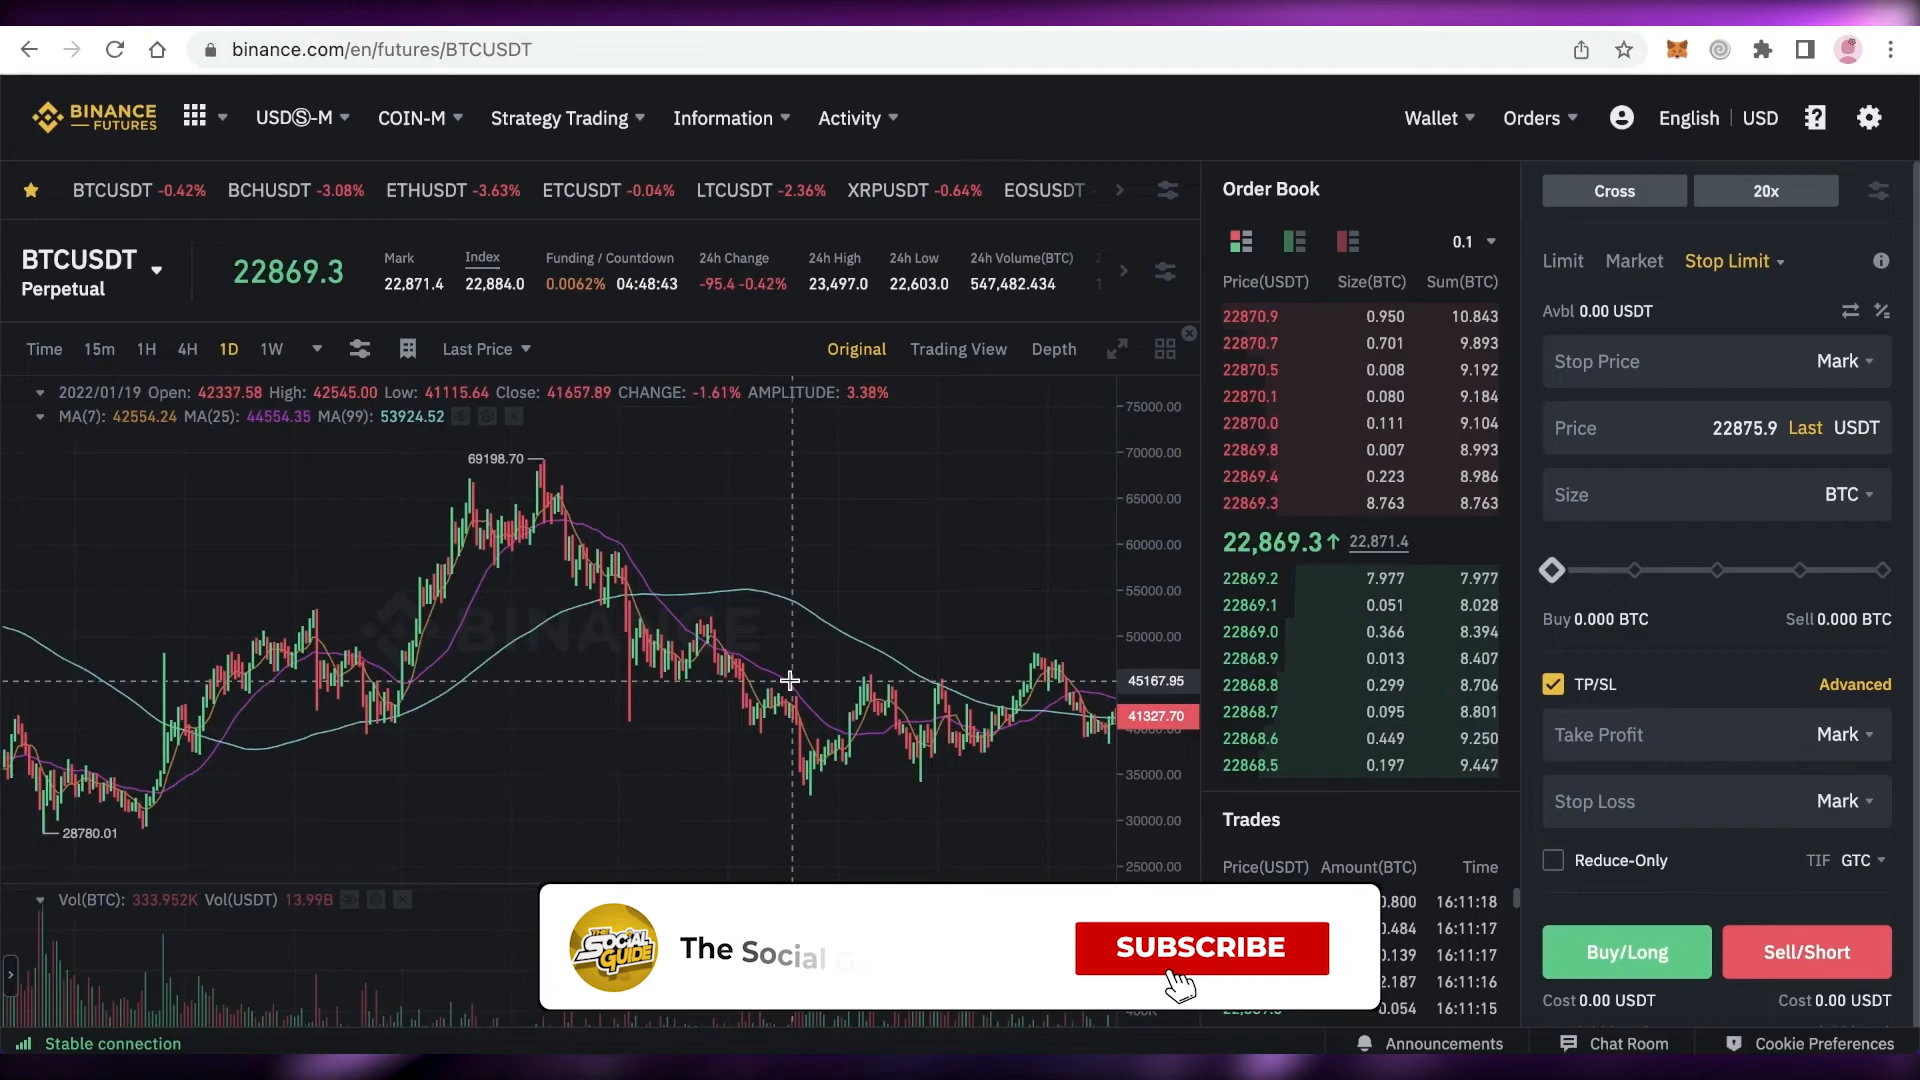 binance.com/en/futures/BTCUSDT
BINANCE
FUTURES
USDⓈ-M
COIN-M
Strategy Trading
Information
Activity
Wallet
Orders
English
USD
BTCUSDT -0.42%
BCHUSDT -3.08%
ETHUSDT -3.63%
ETCUSDT -0.04%
LTCUSDT -2.36%
XRPUSDT -0.64%
EOSUSDT
BTCUSDT
Perpetual
22869.3
Mark
22,871.4
Index
22,884.0
Funding / Countdown
0.0062% 04:48:43
24h Change
-95.4 -0.42%
24h High
23,497.0
24h Low
22,603.0
24h Volume(BTC)
547,482.434
Time 15m 1H 4H 1D 1W
Last Price
Original
Trading View
Depth
2022/01/19 Open: 42337.58 High: 42545.00 Low: 41115.64 Close: 41657.89 CHANGE: -1.61% AMPLITUDE: 3.38%
MA(7): 42554.24 MA(25): 44554.35 MA(99): 53924.52
69198.70
28780.01
BINANCE
75000.00
70000.00
65000.00
60000.00
55000.00
50000.00
45167.95
41327.70
35000.00
30000.00
25000.00
Vol(BTC): 333.952K Vol(USDT) 13.99B
Order Book
0.1
Price(USDT) Size(BTC) Sum(BTC)
22870.9 0.950 10.843
22870.7 0.701 9.893
22870.5 0.008 9.192
22870.1 0.080 9.184
22870.0 0.111 9.104
22869.8 0.007 8.993
22869.4 0.223 8.986
22869.3 8.763 8.763
22,869.3↑ 22,871.4
22869.2 7.977 7.977
22869.1 0.051 8.028
22869.0 0.366 8.394
22868.9 0.013 8.407
22868.8 0.299 8.706
22868.7 0.095 8.801
22868.6 0.449 9.250
22868.5 0.197 9.447
Trades
Price(USDT) Amount(BTC) Time
0.800 16:11:18
0.484 16:11:17
0.139 16:11:17
2.187 16:11:16
0.054 16:11:15
Cross
20x
Limit Market Stop Limit
Avbl 0.00 USDT
Stop Price Mark
Price 22875.9 Last USDT
Size BTC
Buy 0.000 BTC
Sell 0.000 BTC
TP/SL
Advanced
Take Profit Mark
Stop Loss Mark
Reduce-Only
TIF GTC
Buy/Long
Sell/Short
Cost 0.00 USDT
Cost 0.00 USDT
THE
SOCIAL
GUIDE
The Social G
SUBSCRIBE
Stable connection
Announcements
Chat Room
Cookie Preferences